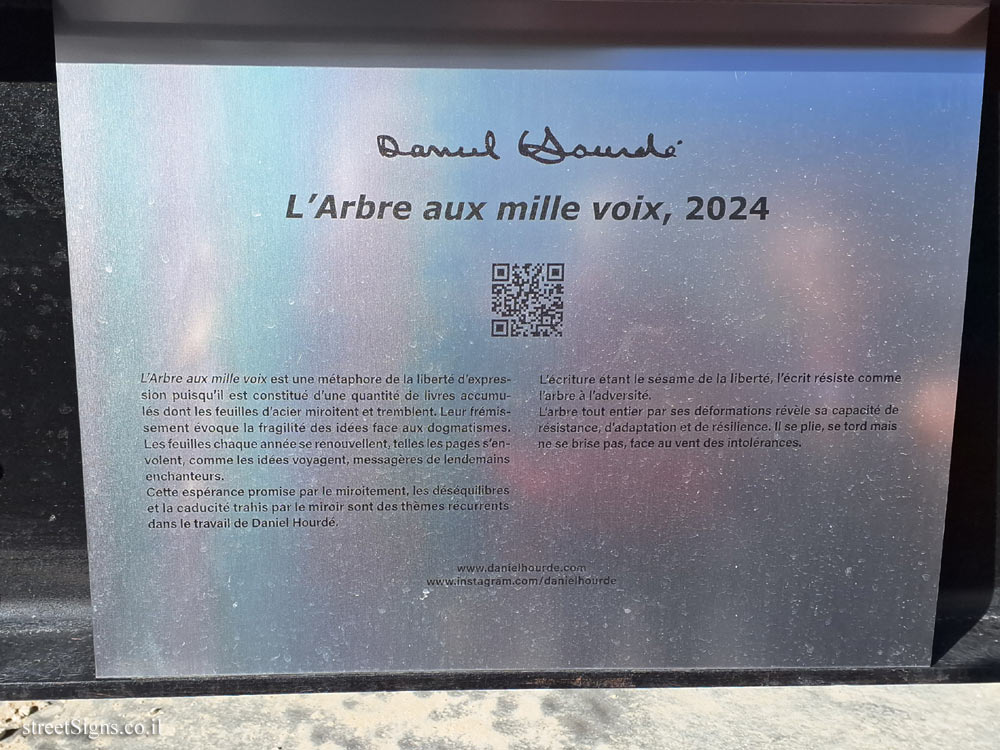 Daniel Hourdé
L'Arbre aux mille voix, 2024
L'Arbre aux mille voix est une métaphore de la liberté d'expres-
sion puisqu'il est constitué d'une quantité de livres accumu-
lés dont les feuilles d'acier miroitent et tremblent. Leur frémis-
sement évoque la fragilité des idées face aux dogmatismes.
Les feuilles chaque année se renouvellent, telles les pages s'en-
volent, comme les idées voyagent, messagères de lendemains
enchanteurs.
Cette espérance promise par le miroitement, les déséquilibres
et la caducité trahis par le miroir sont des thèmes récurrents
dans le travail de Daniel Hourdé.
L'écriture étant le sésame de la liberté, l'écrit résiste comme
l'arbre à l'adversité.
L'arbre tout entier par ses déformations révèle sa capacité de
résistance, d'adaptation et de résilience. Il se plie, se tord mais
ne se brise pas, face au vent des intolérances.
www.danielhourde.com
www.instagram.com/danielhourde
streetSigns.co.il